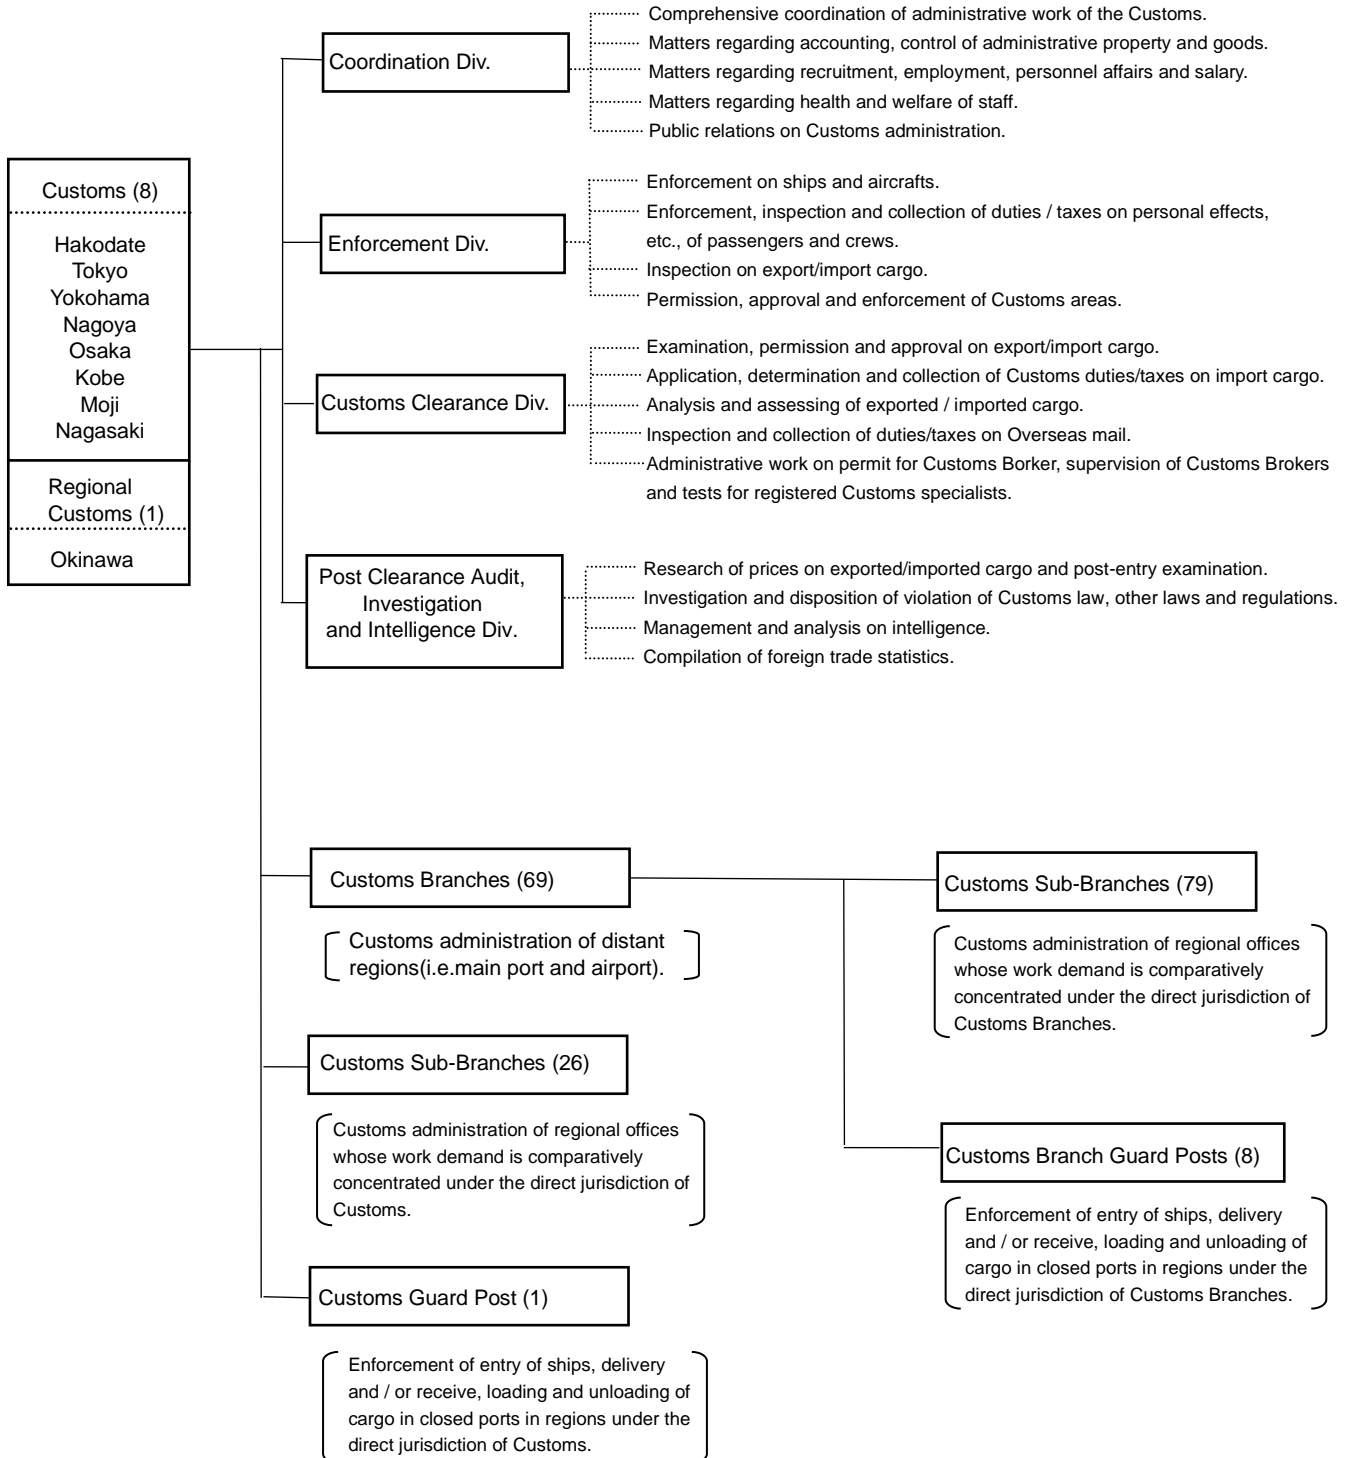 Customs (8)
Hakodate
Tokyo
Yokohama
Nagoya
Osaka
Kobe
Moji
Nagasaki
Regional
Customs (1)
Okinawa
Coordination Div.
Comprehensive coordination of administrative work of the Customs.
Matters regarding accounting, control of administrative property and goods.
Matters regarding recruitment, employment, personnel affairs and salary.
Matters regarding health and welfare of staff.
Public relations on Customs administration.
Enforcement Div.
Enforcement on ships and aircrafts.
Enforcement, inspection and collection of duties / taxes on personal effects,
etc., of passengers and crews.
Inspection on export/import cargo.
Permission, approval and enforcement of Customs areas.
Customs Clearance Div.
Examination, permission and approval on export/import cargo.
Application, determination and collection of Customs duties/taxes on import cargo.
Analysis and assessing of exported / imported cargo.
Inspection and collection of duties/taxes on Overseas mail.
Administrative work on permit for Customs Borker, supervision of Customs Brokers
and tests for registered Customs specialists.
Post Clearance Audit,
Investigation
and Intelligence Div.
Research of prices on exported/imported cargo and post-entry examination.
Investigation and disposition of violation of Customs law, other laws and regulations.
Management and analysis on intelligence.
Compilation of foreign trade statistics.
Customs Branches (69)
Customs administration of distant
regions(i.e.main port and airport).
Customs Sub-Branches (79)
Customs administration of regional offices
whose work demand is comparatively
concentrated under the direct jurisdiction of
Customs Branches.
Customs Sub-Branches (26)
Customs administration of regional offices
whose work demand is comparatively
concentrated under the direct jurisdiction of
Customs.
Customs Branch Guard Posts (8)
Enforcement of entry of ships, delivery
and / or receive, loading and unloading of
cargo in closed ports in regions under the
direct jurisdiction of Customs Branches.
Customs Guard Post (1)
Enforcement of entry of ships, delivery
and / or receive, loading and unloading of
cargo in closed ports in regions under the
direct jurisdiction of Customs.